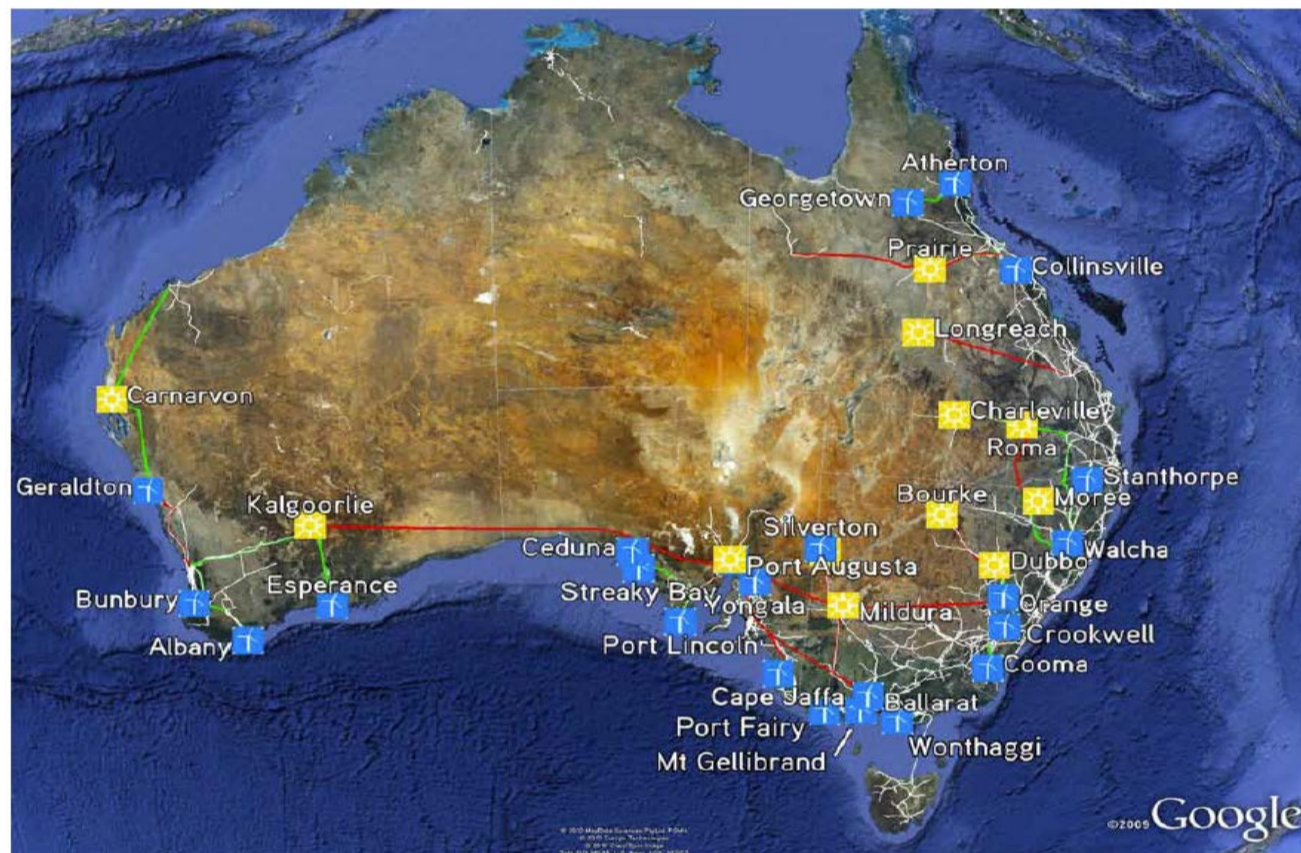 Atherton
Georgetown
Prairie
Collinsville
Longreach
Carnarvon
Charleville
Roma
Geraldton
Stanthorpe
Kalgoorlie
Bourke
Moree
Silverton
Ceduna
Walcha
Port Augusta
Dubbo
Esperance
Streaky Bay
Bunbury
Yongala
Mildura
Orange
Albany
Port Lincoln
Crookwell
Cooma
Cape Jaffa
Ballarat
Port Fairy
Wonthaggi
Mt Gellibrand
©2009 Google